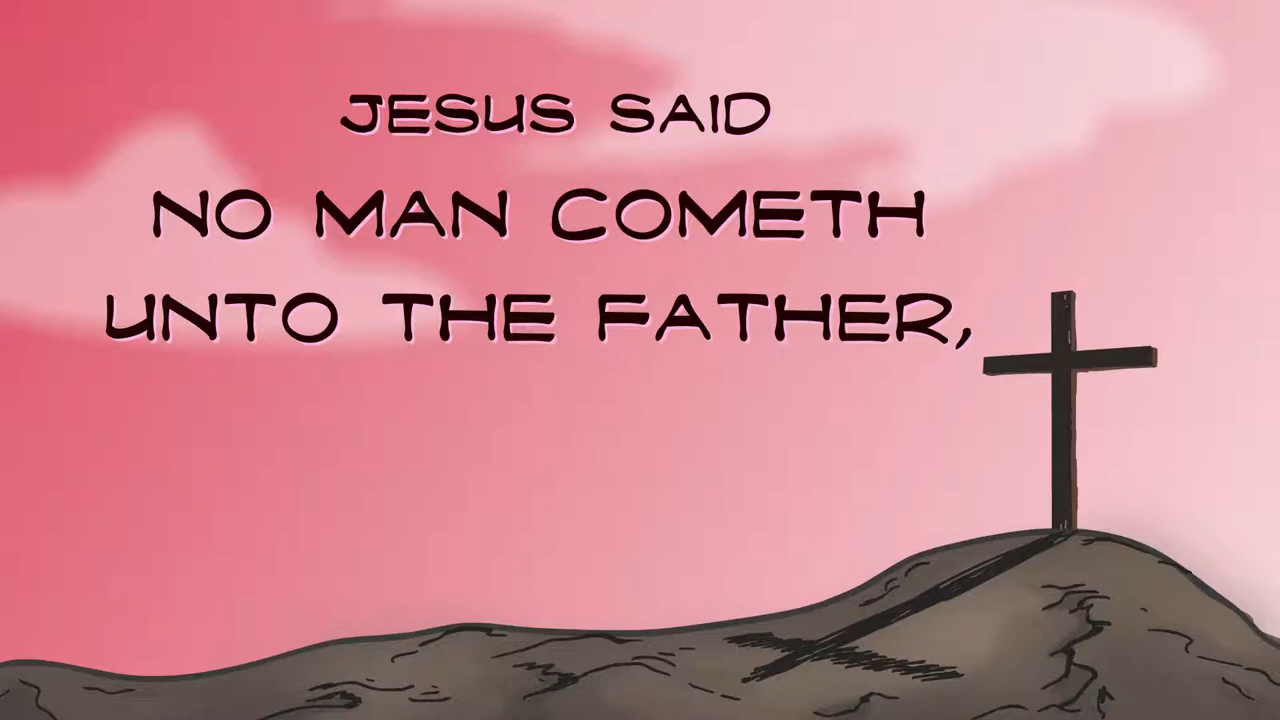 JESUS SAID
NO MAN COMETH
UNTO THE FATHER,